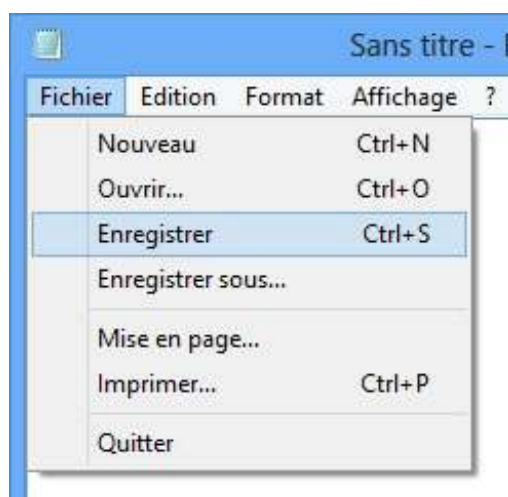 Sans titre -
Fichier Edition Format Affichage ?
Nouveau Ctrl+N
Ouvrir... Ctrl+O
Enregistrer Ctrl+S
Enregistrer sous...
Mise en page...
Imprimer... Ctrl+P
Quitter